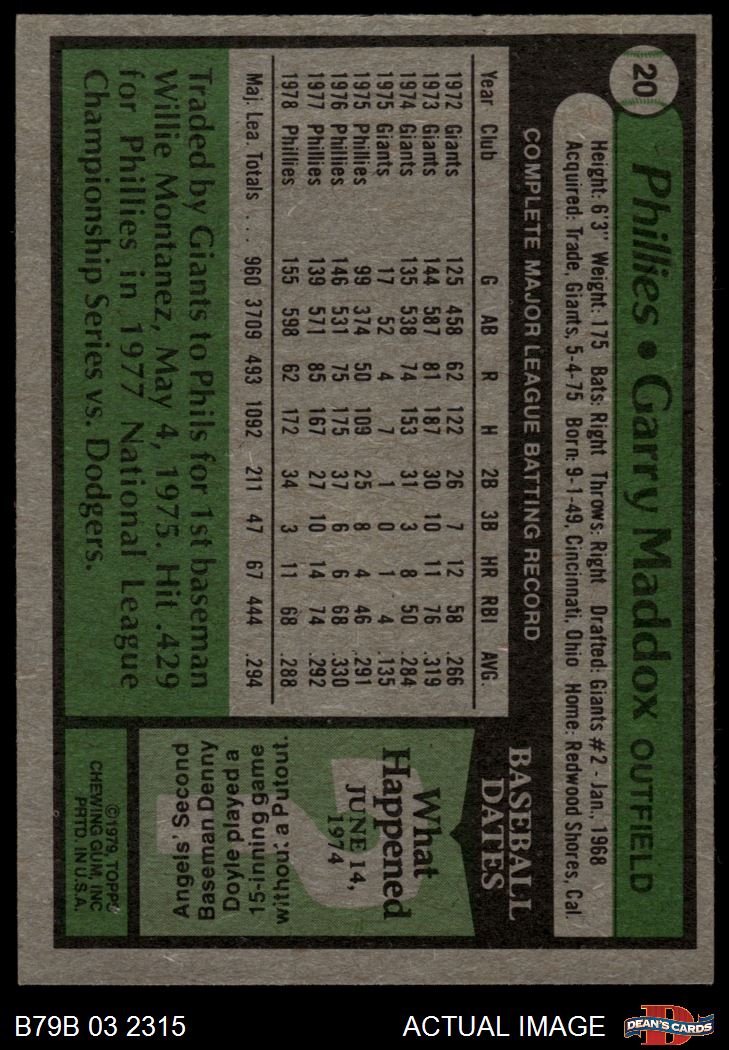 20
Phillies • Garry Maddox OUTFIELD
Height: 6'3" Weight: 175 Bats: Right Throws: Right Drafted: Giants #2 - Jan., 1968
Acquired: Trade, Giants, 5-4-75 Born: 9-1-49, Cincinnati, Ohio Home: Redwood Shores, Cal.
COMPLETE MAJOR LEAGUE BATTING RECORD
Year Club G AB R H 2B 3B HR RBI AVG.
1972 Giants 125 458 62 122 26 7 12 58 .266
1973 Giants 144 587 81 187 30 10 11 76 .319
1974 Giants 135 538 74 153 31 3 8 50 .284
1975 Giants 17 52 4 7 1 0 1 4 .135
1975 Phillies 99 374 50 109 25 8 4 46 .291
1976 Phillies 146 531 75 175 37 6 6 68 .330
1977 Phillies 139 571 85 167 27 10 14 74 .292
1978 Phillies 155 598 62 172 34 3 11 68 .288
Maj. Lea. Totals . . . 960 3709 493 1092 211 47 67 444 .294
Traded by Giants to Phils for 1st baseman
Willie Montanez, May 4, 1975. Hit .429
for Phillies in 1977 National League
Championship Series vs. Dodgers.
BASEBALL
DATES
What
Happened
JUNE 14,
1974
Angels' Second
Baseman Denny
Doyle played a
15-inning game
without a Putout.
©1979, TOPPS
CHEWING GUM, INC
PRTD. IN U.S.A.
B79B 03 2315
ACTUAL IMAGE
DEAN'S CARDS